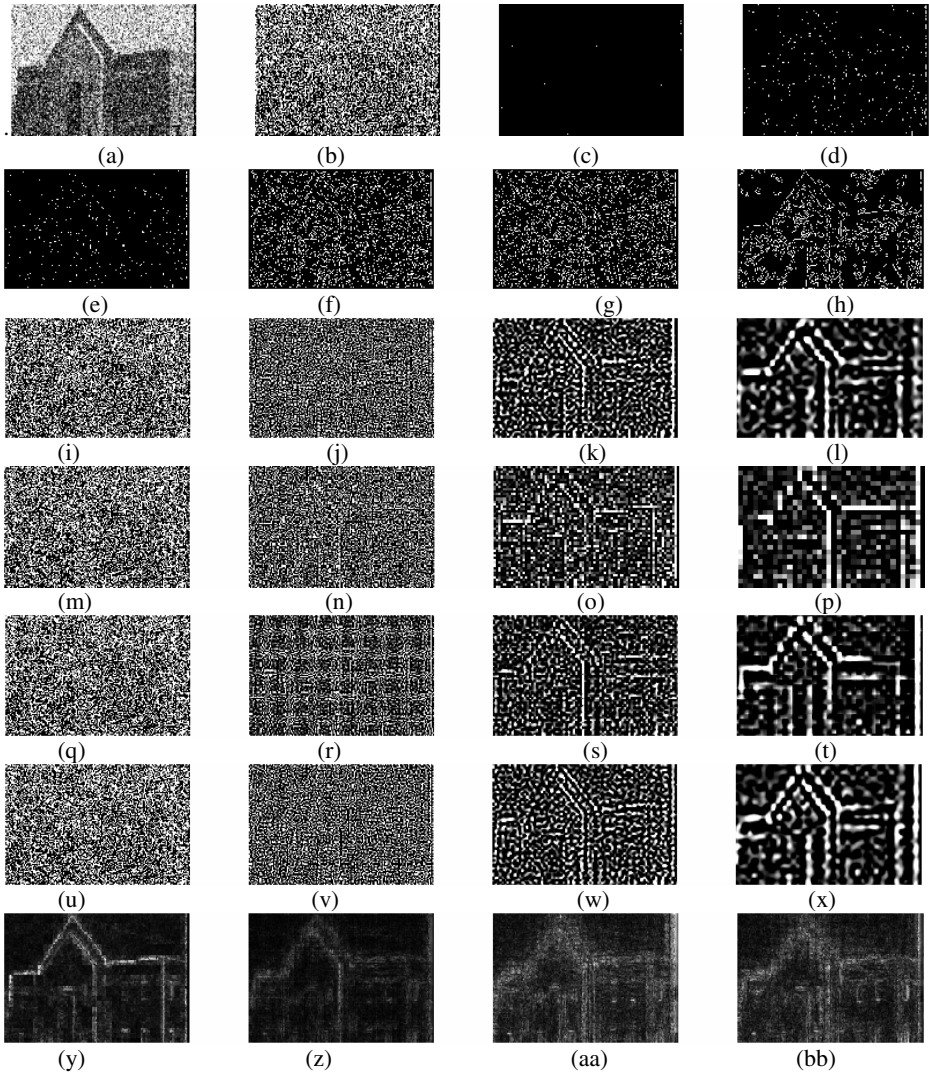 (a) (b) (c) (d)
(e) (f) (g) (h)
(i) (j) (k) (l)
(m) (n) (o) (p)
(q) (r) (s) (t)
(u) (v) (w) (x)
(y) (z) (aa) (bb)